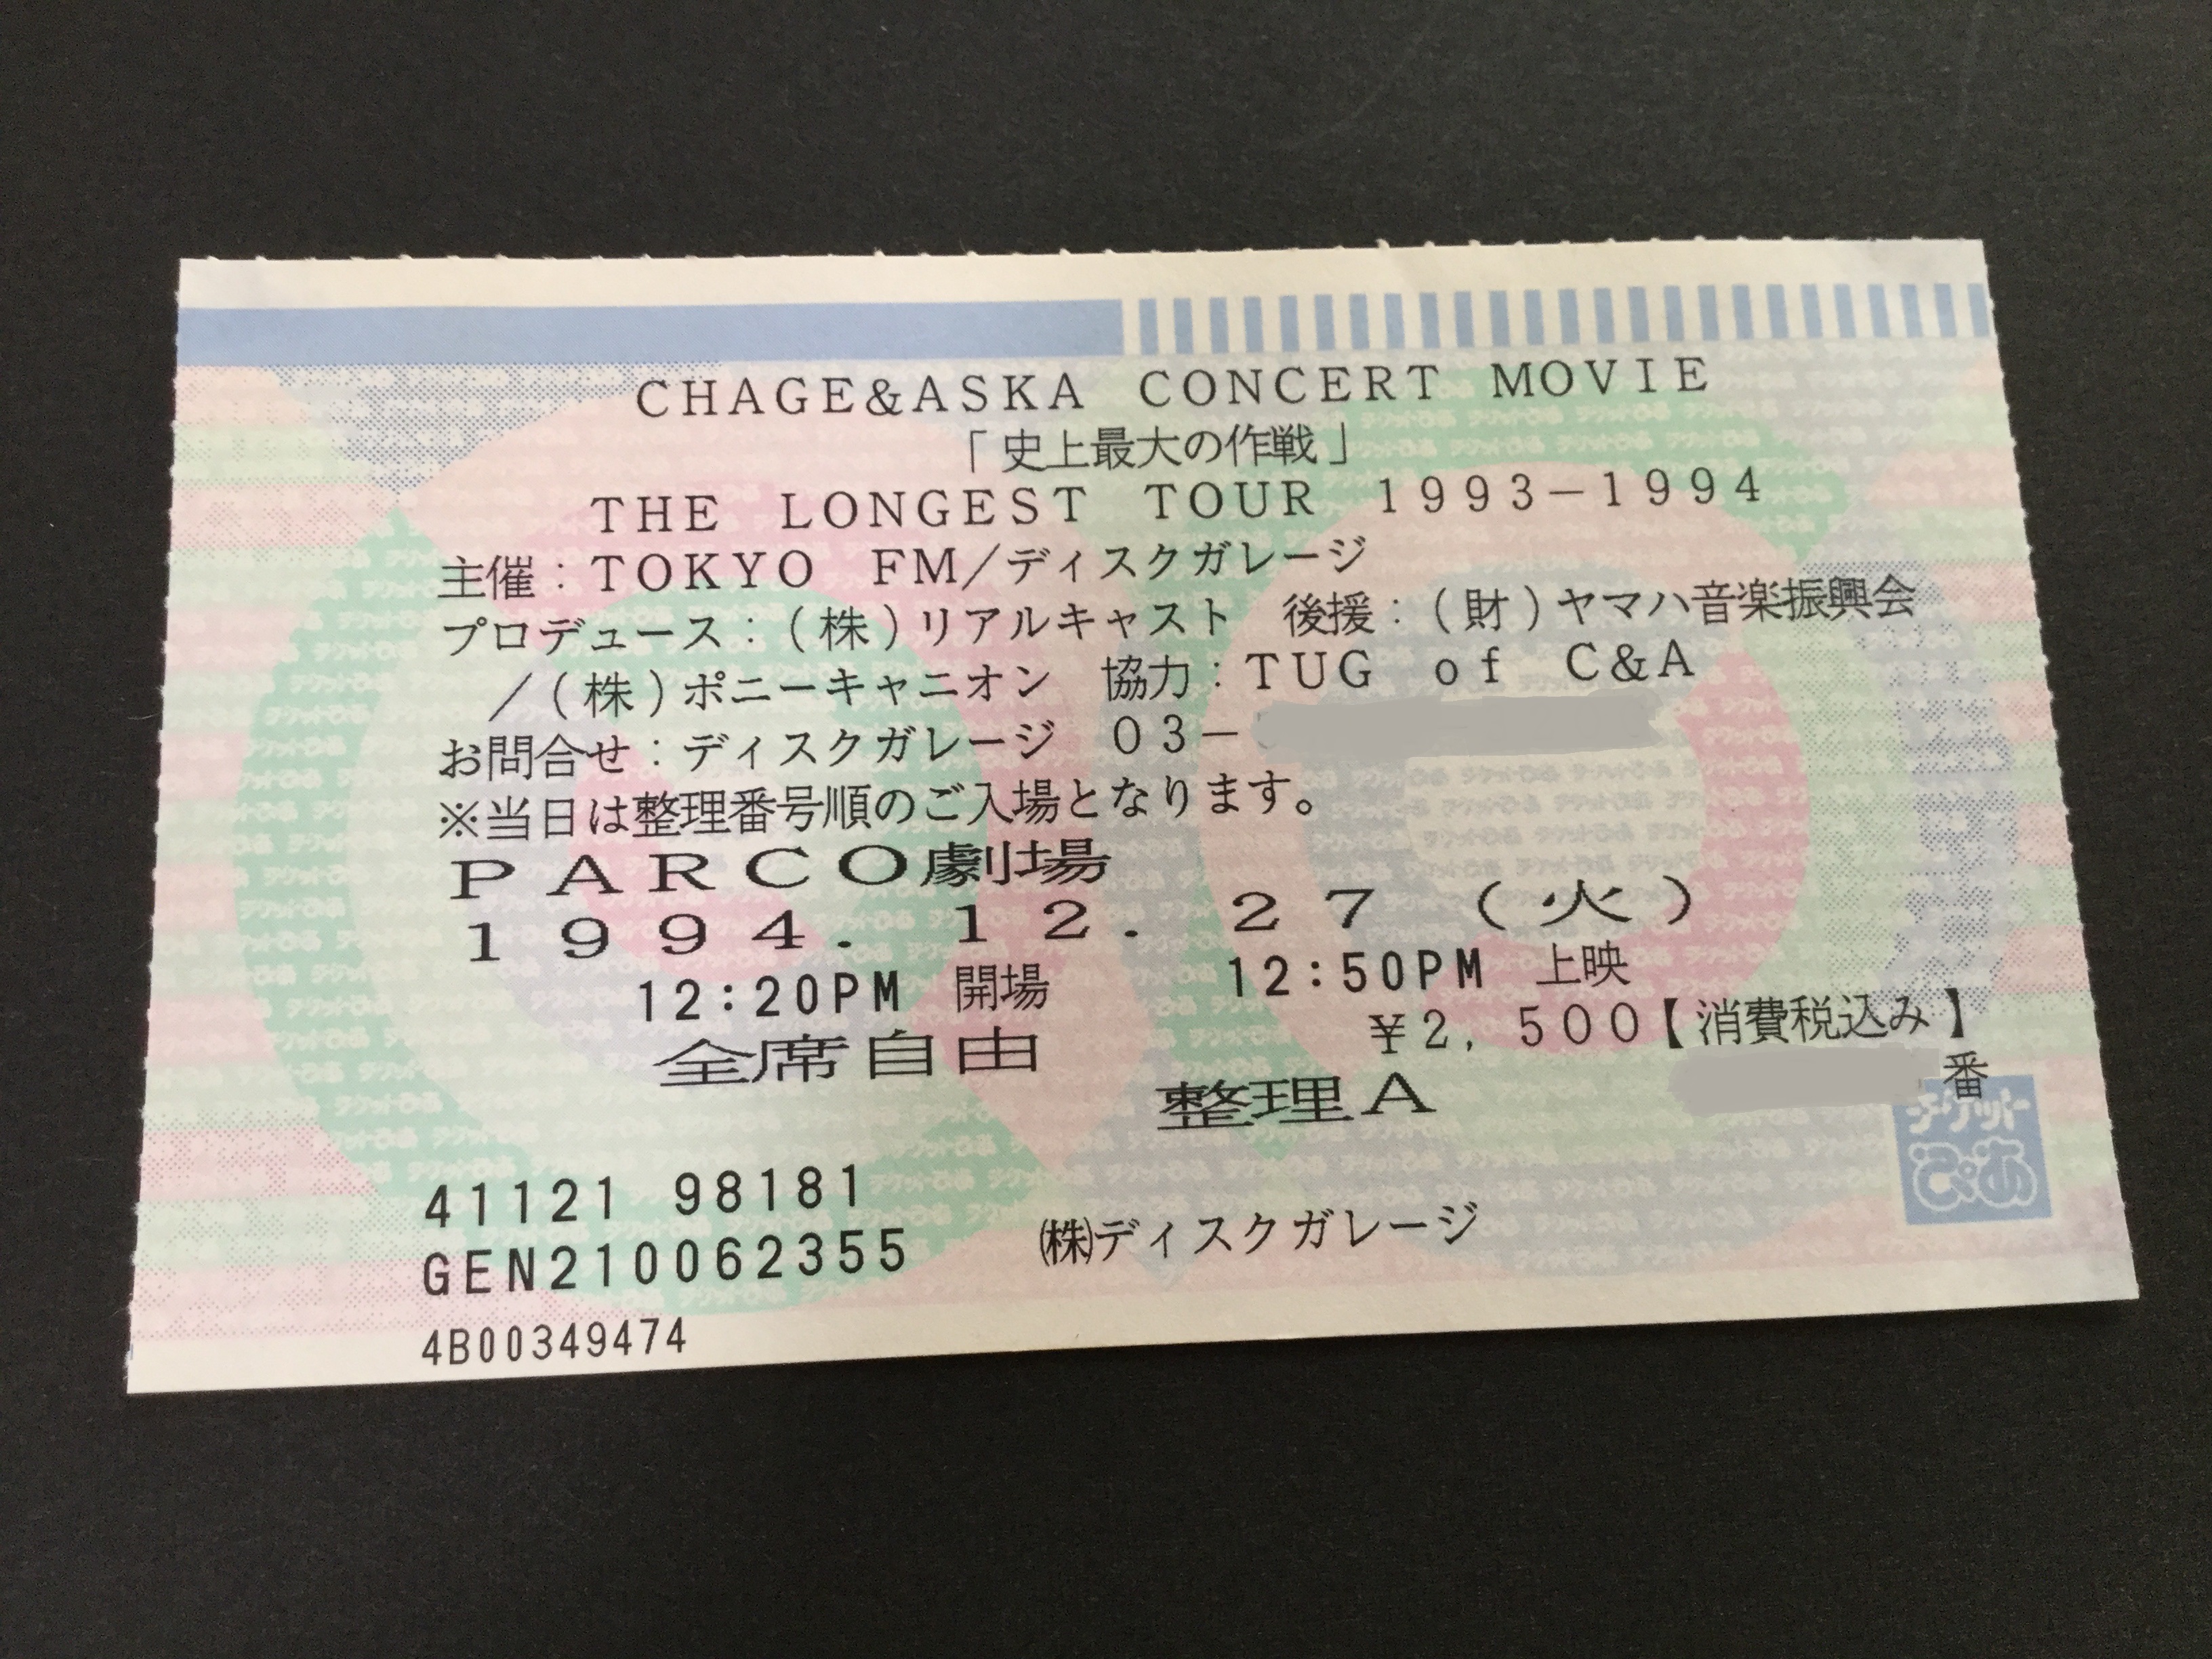 CHAGE&ASKA CONCERT MOVIE
「史上最大の作戦」
THE LONGEST TOUR 1993−1994
主催:TOKYO FM/ディスクガレージ
プロデュース:(株)リアルキャスト 後援:(財)ヤマハ音楽振興会
/(株)ポニーキャニオン 協力:TUG of C&A
お問合せ:ディスクガレージ 03−
※当日は整理番号順のご入場となります。
PARCO劇場
1994. 12. 27 (火)
12:20PM 開場 12:50PM 上映
全席自由 ¥2,500【消費税込み】
整理A 番
チケットぴあ
41121 98181
GEN210062355 ㈱ディスクガレージ
4B00349474